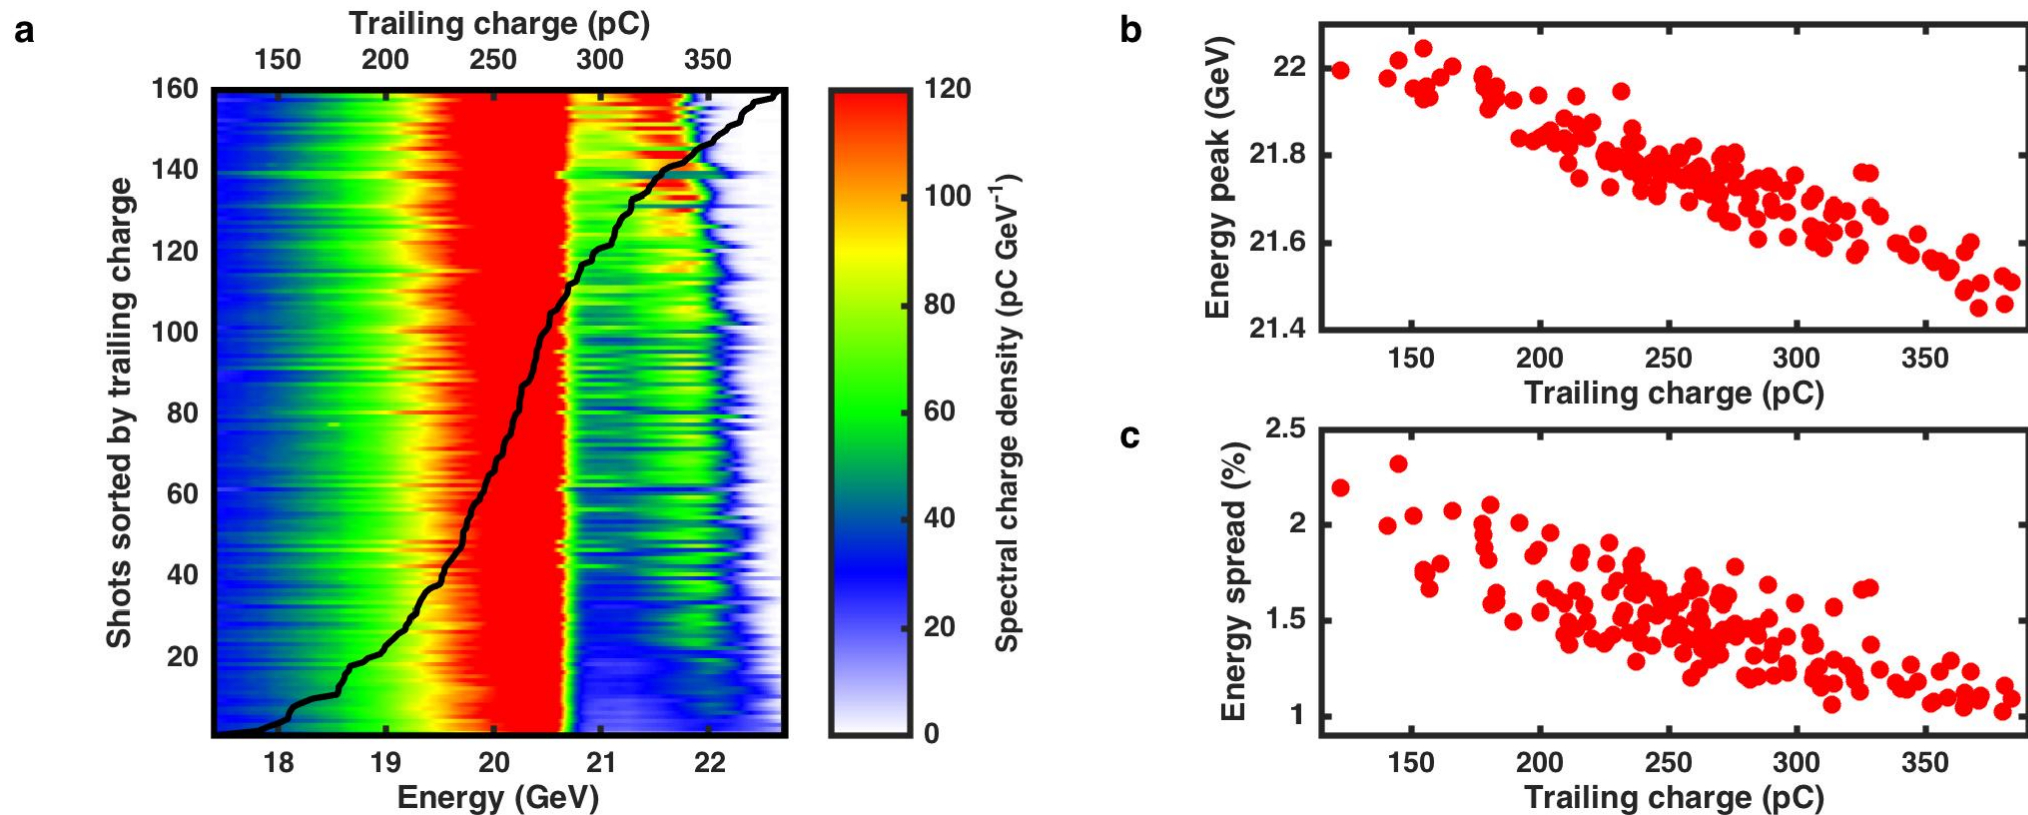 a
Trailing charge (pC)
150 200 250 300 350
160
140
120
100
80
60
40
20
Shots sorted by trailing charge
18 19 20 21 22
Energy (GeV)
120
100
80
60
40
20
0
Spectral charge density (pC GeV⁻¹)
b
22
21.8
21.6
21.4
Energy peak (GeV)
150 200 250 300 350
Trailing charge (pC)
c
2.5
2
1.5
1
Energy spread (%)
150 200 250 300 350
Trailing charge (pC)